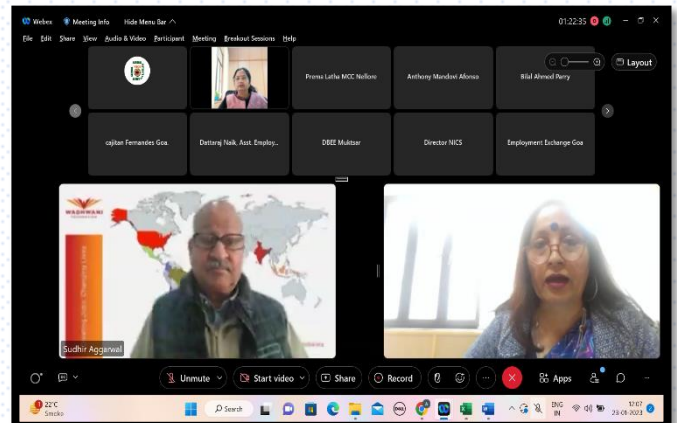 Webex Meeting Info Hide Menu Bar
01:22:35
File Edit Share View Audio & Video Participant Meeting Breakout Sessions Help
Layout
Prema Latha MCC Nellore
Anthony Mandovi Afonso
Bilal Ahmed Parry
cajitan Fernandes Goa.
Dattaraj Naik, Asst. Employ...
DBEE Muktsar
Director NICS
Employment Exchange Goa
WADHWANI
Sudhir Aggarwal
Unmute
Start video
Share
Record
Apps
22°C
Smoke
Search
DELL
ENG
IN
12:07
23-01-2023